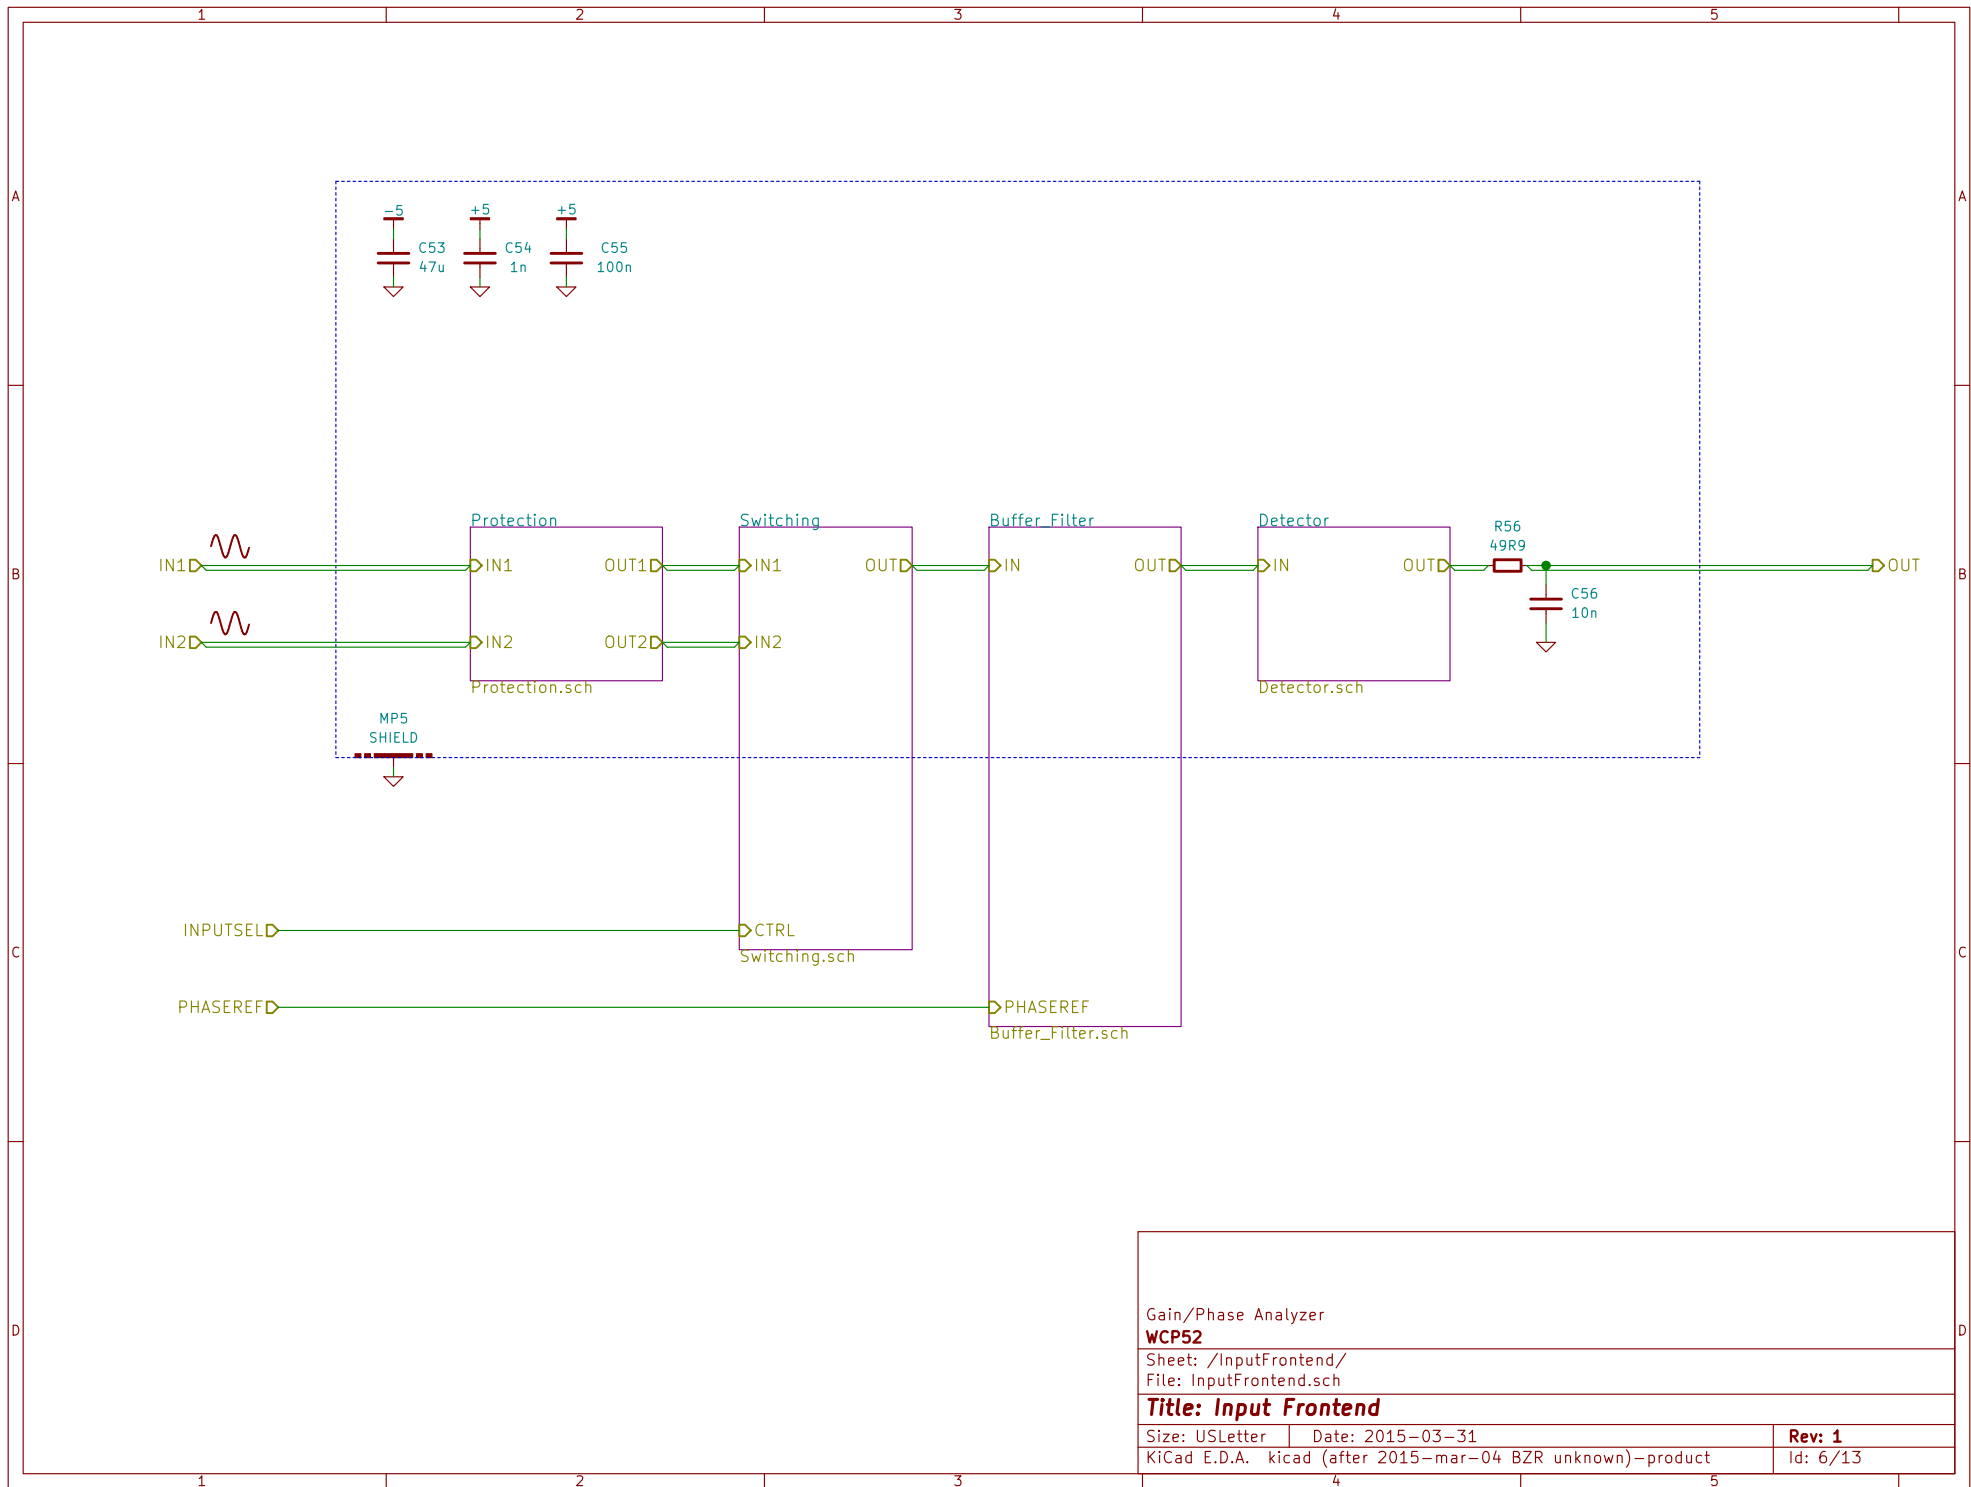 1 2 3 4 5
A A
-5 +5 +5
C53 C54 C55
47u 1n 100n
Protection Switching Buffer_Filter Detector
R56
49R9
IN1 IN1 OUT1 IN1 OUT IN OUT IN OUT OUT
B B
C56
10n
IN2 IN2 OUT2 IN2
Protection.sch Detector.sch
MP5
SHIELD
INPUTSEL CTRL
C C
Switching.sch
PHASEREF PHASEREF
Buffer_Filter.sch
Gain/Phase Analyzer
D D
WCP52
Sheet: /InputFrontend/
File: InputFrontend.sch
Title: Input Frontend
Size: USLetter Date: 2015-03-31 Rev: 1
KiCad E.D.A. kicad (after 2015-mar-04 BZR unknown)-product Id: 6/13
1 2 3 4 5